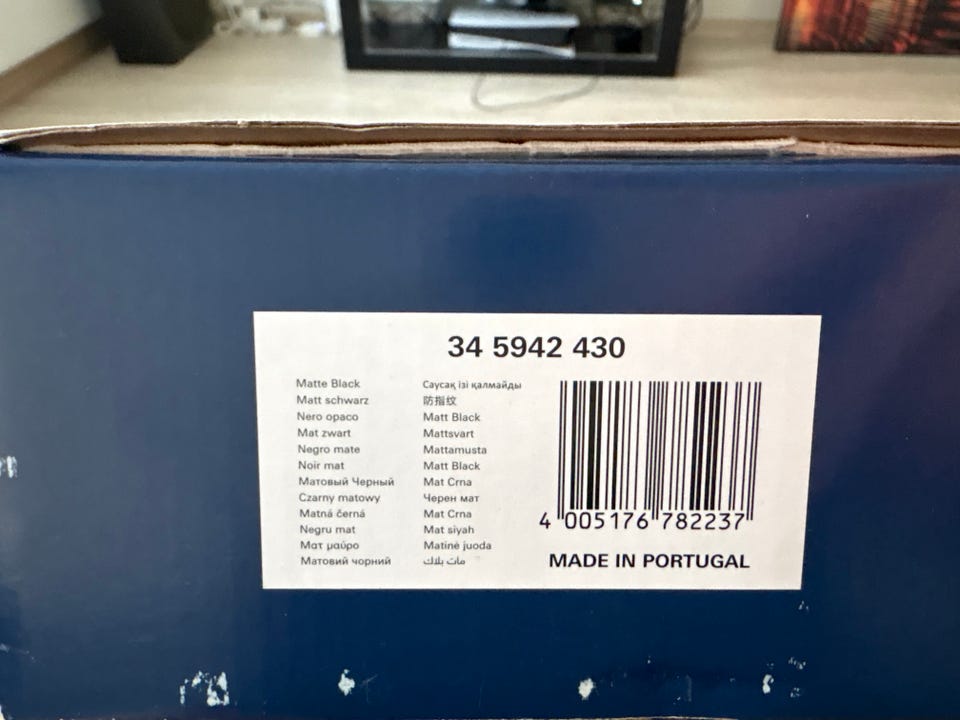 34 5942 430
Matte Black
Matt schwarz
Nero opaco
Mat zwart
Negro mate
Noir mat
Матовый Черный
Czarny matowy
Matná černá
Negru mat
Ματ μαύρο
Матовий чорний
Саусақ ізі қалмайды
防指纹
Matt Black
Mattsvart
Mattamusta
Matt Black
Mat Crna
Черен мат
Mat Crna
Mat siyah
Matinė juoda
مات بلاك
4 005176 782237
MADE IN PORTUGAL